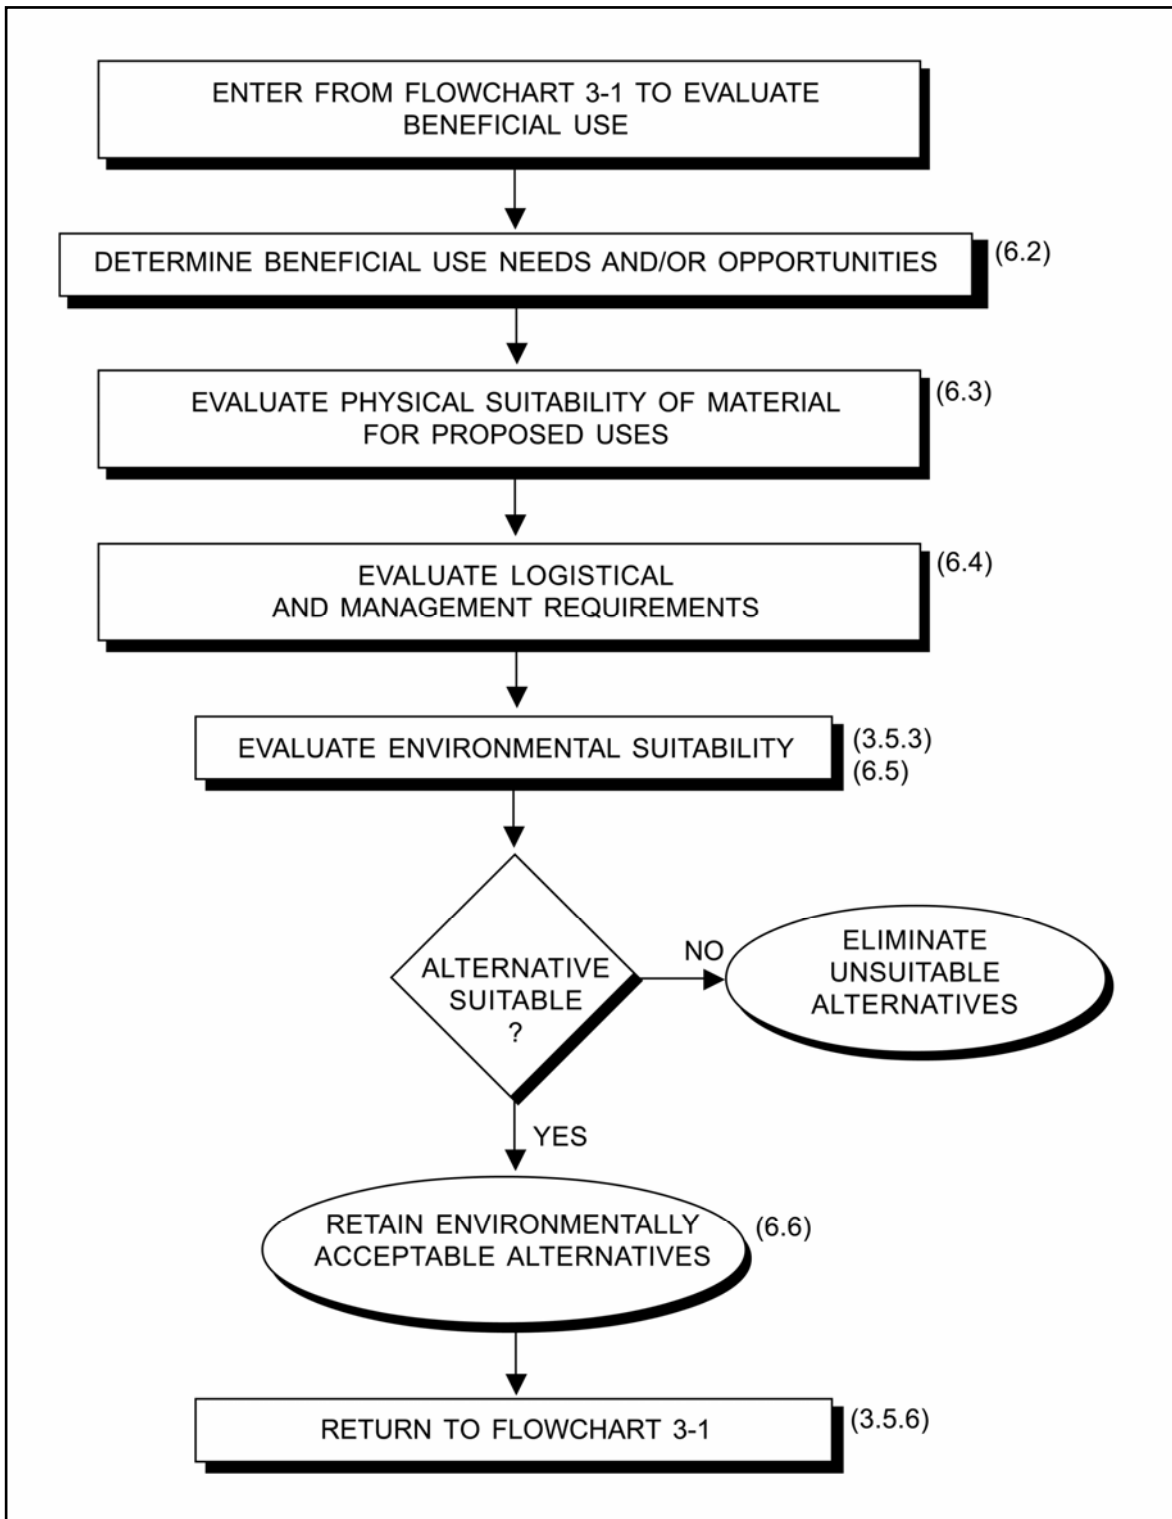 ENTER FROM FLOWCHART 3-1 TO EVALUATE
BENEFICIAL USE
DETERMINE BENEFICIAL USE NEEDS AND/OR OPPORTUNITIES
(6.2)
EVALUATE PHYSICAL SUITABILITY OF MATERIAL
FOR PROPOSED USES
(6.3)
EVALUATE LOGISTICAL
AND MANAGEMENT REQUIREMENTS
(6.4)
EVALUATE ENVIRONMENTAL SUITABILITY
(3.5.3)
(6.5)
ALTERNATIVE
SUITABLE
?
NO
ELIMINATE
UNSUITABLE
ALTERNATIVES
YES
RETAIN ENVIRONMENTALLY
ACCEPTABLE ALTERNATIVES
(6.6)
RETURN TO FLOWCHART 3-1
(3.5.6)